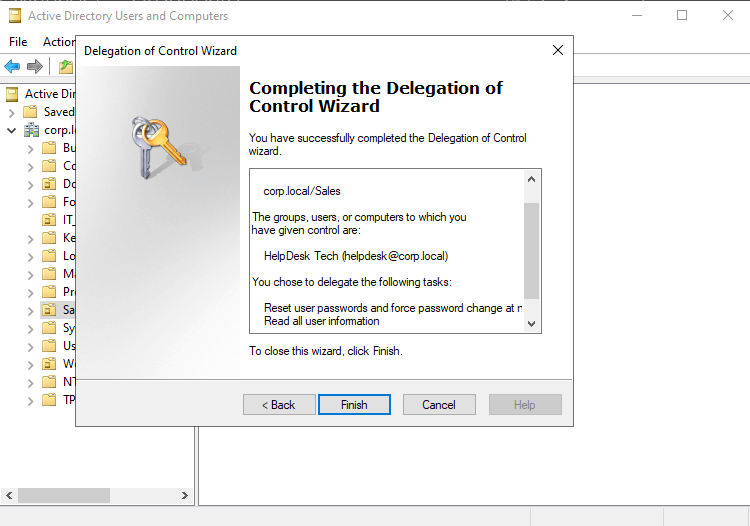 Active Directory Users and Computers
File Action
Delegation of Control Wizard
Active Dir
Saved
corp.l
Bu
Co
Do
Fo
IT_
Ke
Lo
Ma
Pr
Sa
Sy
Us
We
NT
TP
Completing the Delegation of
Control Wizard
You have successfully completed the Delegation of Control
wizard.
corp.local/Sales
The groups, users, or computers to which you
have given control are:
HelpDesk Tech (helpdesk@corp.local)
You chose to delegate the following tasks:
Reset user passwords and force password change at n
Read all user information
To close this wizard, click Finish.
< Back
Finish
Cancel
Help